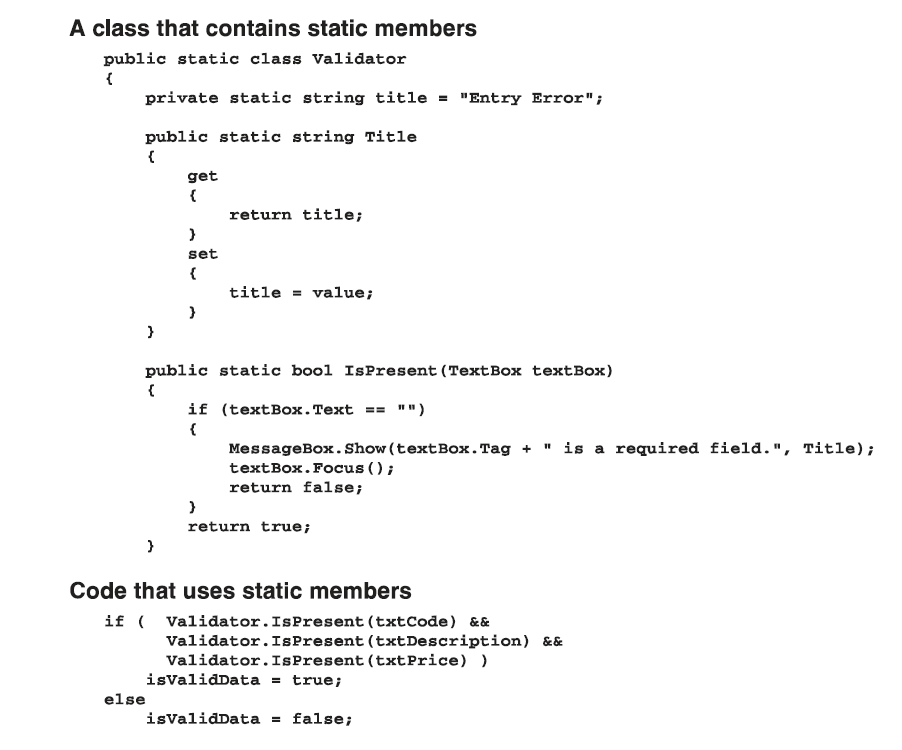 A class that contains static members
public static class Validator
{
    private static string title = "Entry Error";

    public static string Title
    {
        get
        {
            return title;
        }
        set
        {
            title = value;
        }
    }

    public static bool IsPresent(TextBox textBox)
    {
        if (textBox.Text == "")
        {
            MessageBox.Show(textBox.Tag + " is a required field.", Title);
            textBox.Focus();
            return false;
        }
        return true;
    }

Code that uses static members
if (  Validator.IsPresent(txtCode) &&
      Validator.IsPresent(txtDescription) &&
      Validator.IsPresent(txtPrice) )
    isValidData = true;
else
    isValidData = false;